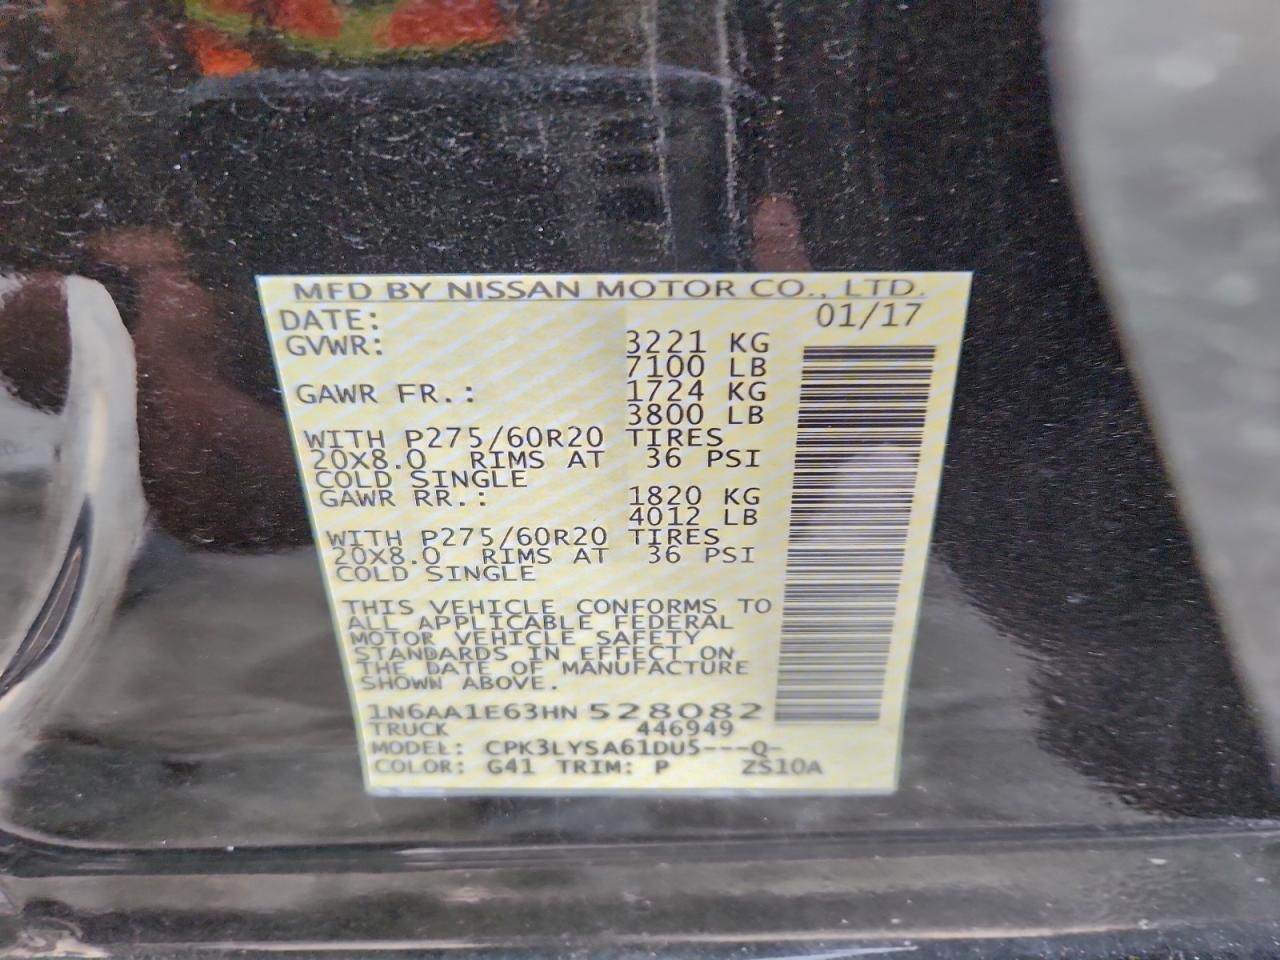 MFD BY NISSAN MOTOR CO., LTD.
DATE: 01/17
GVWR: 3221 KG
7100 LB
GAWR FR.: 1724 KG
3800 LB
WITH P275/60R20 TIRES
20X8.0 RIMS AT 36 PSI
COLD SINGLE
GAWR RR.: 1820 KG
4012 LB
WITH P275/60R20 TIRES
20X8.0 RIMS AT 36 PSI
COLD SINGLE
THIS VEHICLE CONFORMS TO
ALL APPLICABLE FEDERAL
MOTOR VEHICLE SAFETY
STANDARDS IN EFFECT ON
THE DATE OF MANUFACTURE
SHOWN ABOVE.
1N6AA1E63HN528082
TRUCK 446949
MODEL: CPK3LYSA61DU5---Q-
COLOR: G41 TRIM: P ZS10A